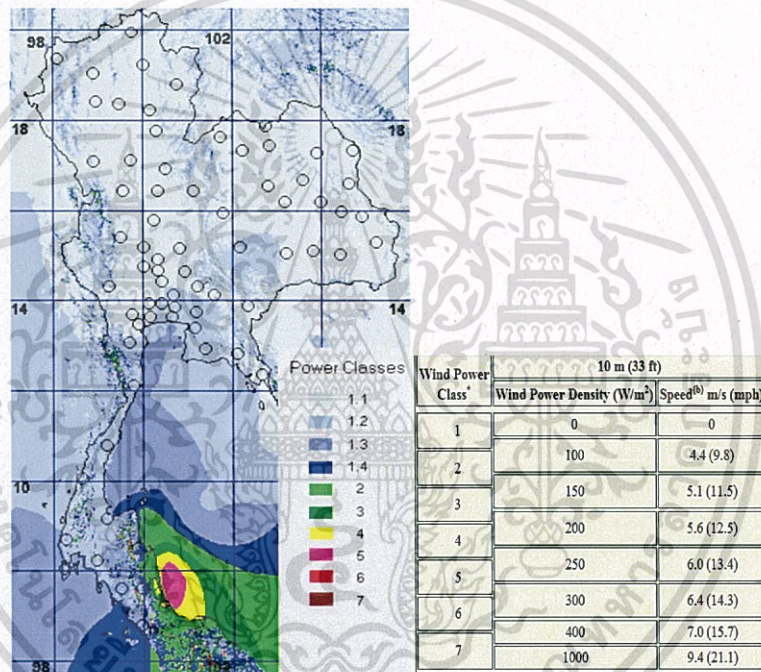 98
102
18
18
14
14
10
98
102
Power Classes
1.1
1.2
1.3
1.4
2
3
4
5
6
7
Wind Power Class*
10 m (33 ft)
Wind Power Density (W/m²)
Speed(b) m/s (mph)
1
2
3
4
5
6
7
0 0
100 4.4 (9.8)
150 5.1 (11.5)
200 5.6 (12.5)
250 6.0 (13.4)
300 6.4 (14.3)
400 7.0 (15.7)
1000 9.4 (21.1)